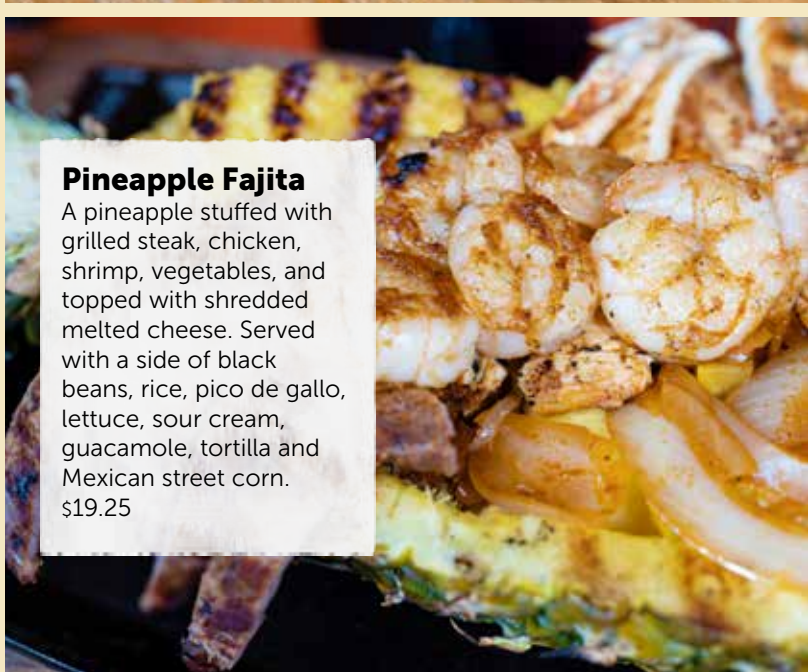 Pineapple Fajita
A pineapple stuffed with
grilled steak, chicken,
shrimp, vegetables, and
topped with shredded
melted cheese. Served
with a side of black
beans, rice, pico de gallo,
lettuce, sour cream,
guacamole, tortilla and
Mexican street corn.
$19.25